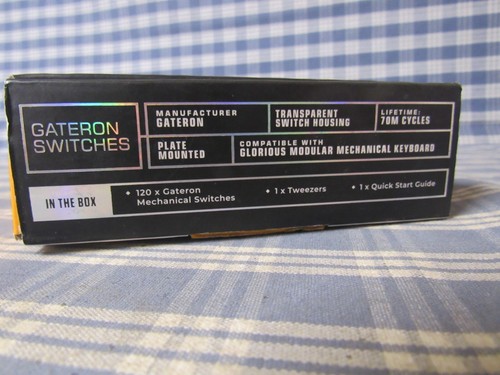 GATERON
SWITCHES
MANUFACTURER
GATERON
TRANSPARENT
SWITCH HOUSING
LIFETIME:
70M CYCLES
PLATE
MOUNTED
COMPATIBLE WITH
GLORIOUS MODULAR MECHANICAL KEYBOARD
IN THE BOX
• 120 x Gateron
Mechanical Switches
• 1 x Tweezers
• 1 x Quick Start Guide